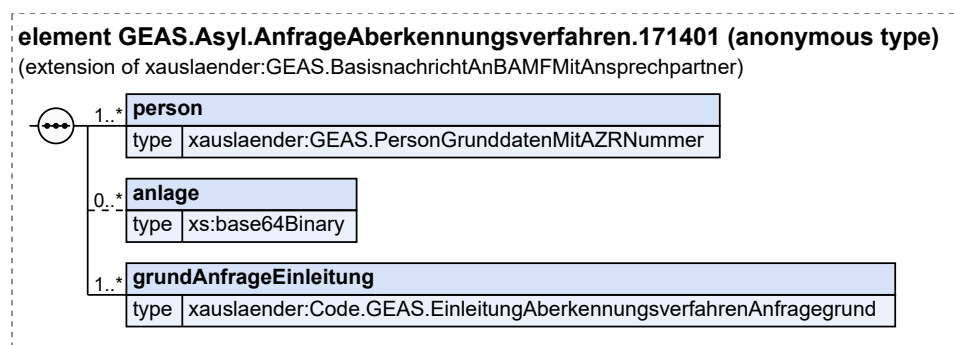 element GEAS.Asyl.AnfrageAberkennungsverfahren.171401 (anonymous type)
(extension of xauslaender:GEAS.BasisnachrichtAnBAMFMitAnsprechpartner)
1..* person
type xauslaender:GEAS.PersonGrunddatenMitAZRNummer
0..* anlage
type xs:base64Binary
1..* grundAnfrageEinleitung
type xauslaender:Code.GEAS.EinleitungAberkennungsverfahrenAnfragegrund